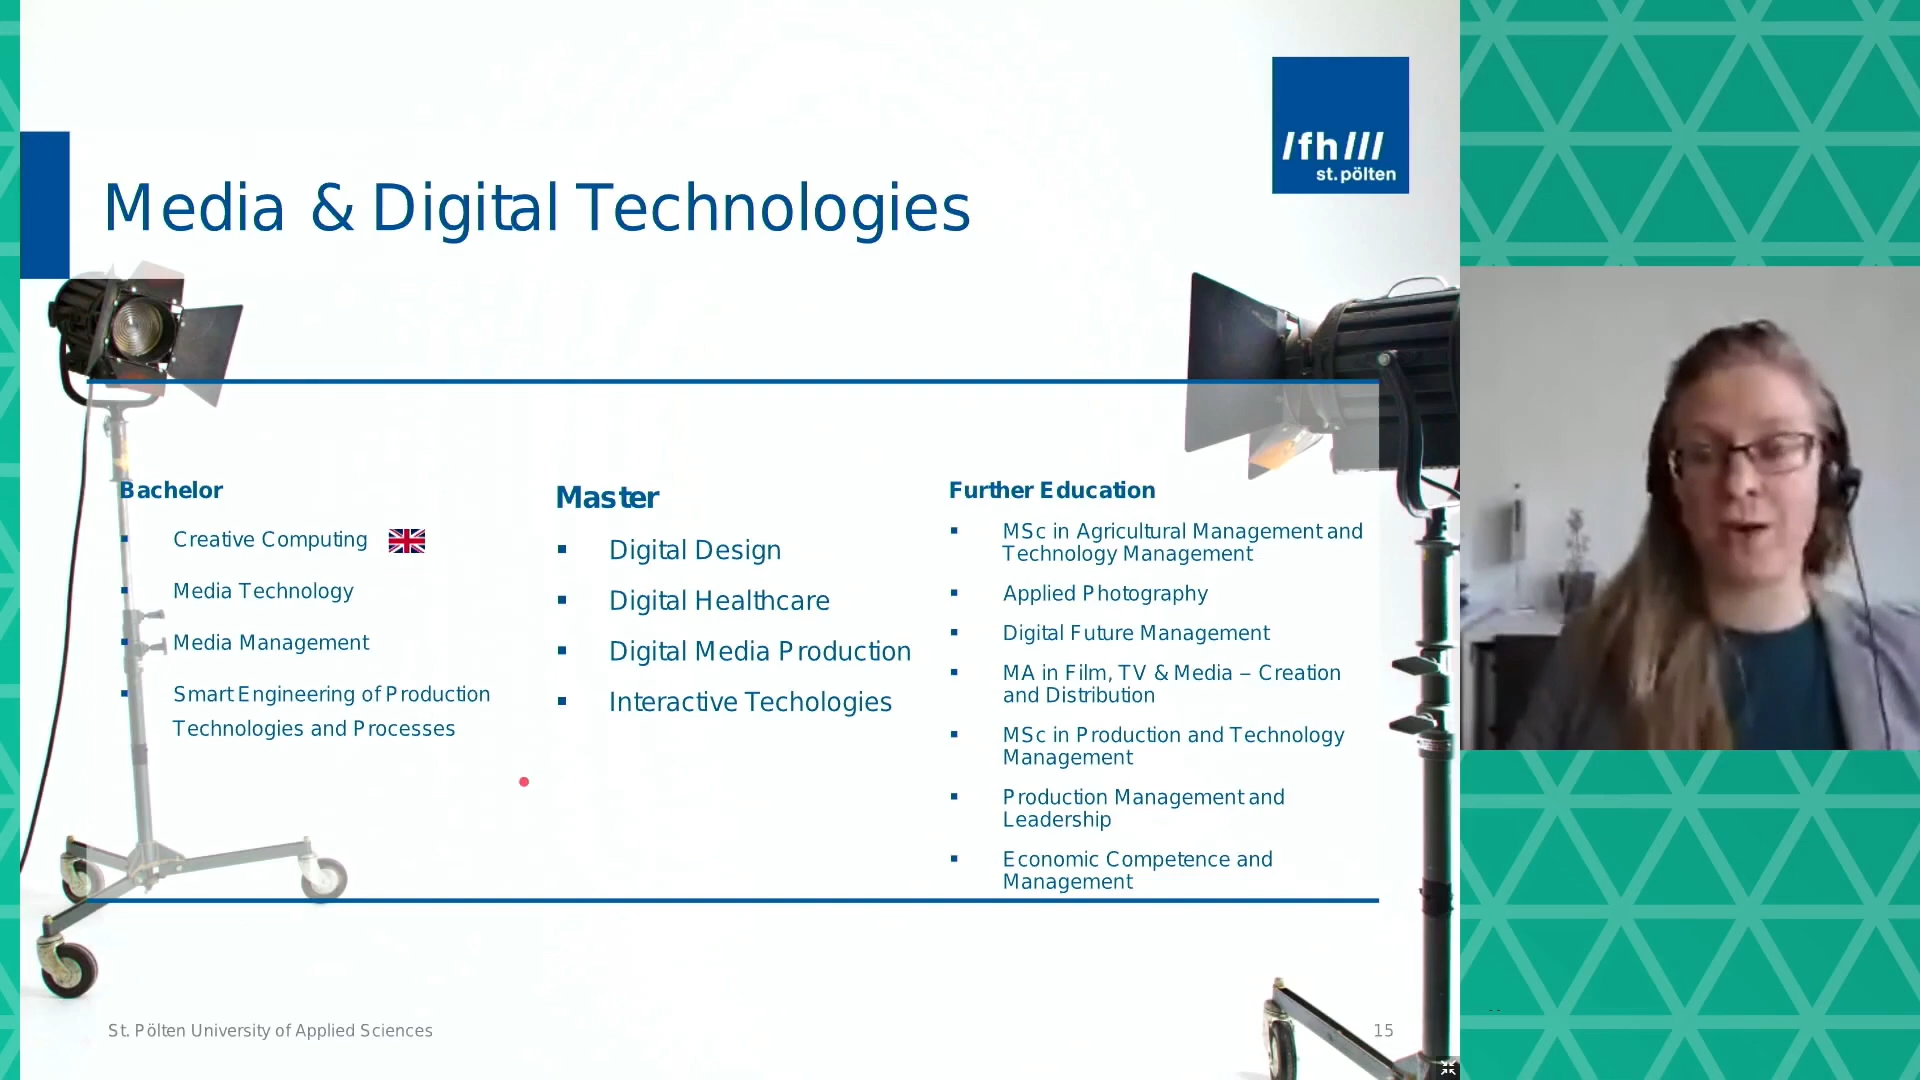 /fh///
st.pölten
Media & Digital Technologies
Bachelor
▪ Creative Computing
▪ Media Technology
▪ Media Management
▪ Smart Engineering of Production
Technologies and Processes
Master
▪ Digital Design
▪ Digital Healthcare
▪ Digital Media Production
▪ Interactive Techologies
Further Education
▪ MSc in Agricultural Management and
Technology Management
▪ Applied Photography
▪ Digital Future Management
▪ MA in Film, TV & Media – Creation
and Distribution
▪ MSc in Production and Technology
Management
▪ Production Management and
Leadership
▪ Economic Competence and
Management
St. Pölten University of Applied Sciences
15